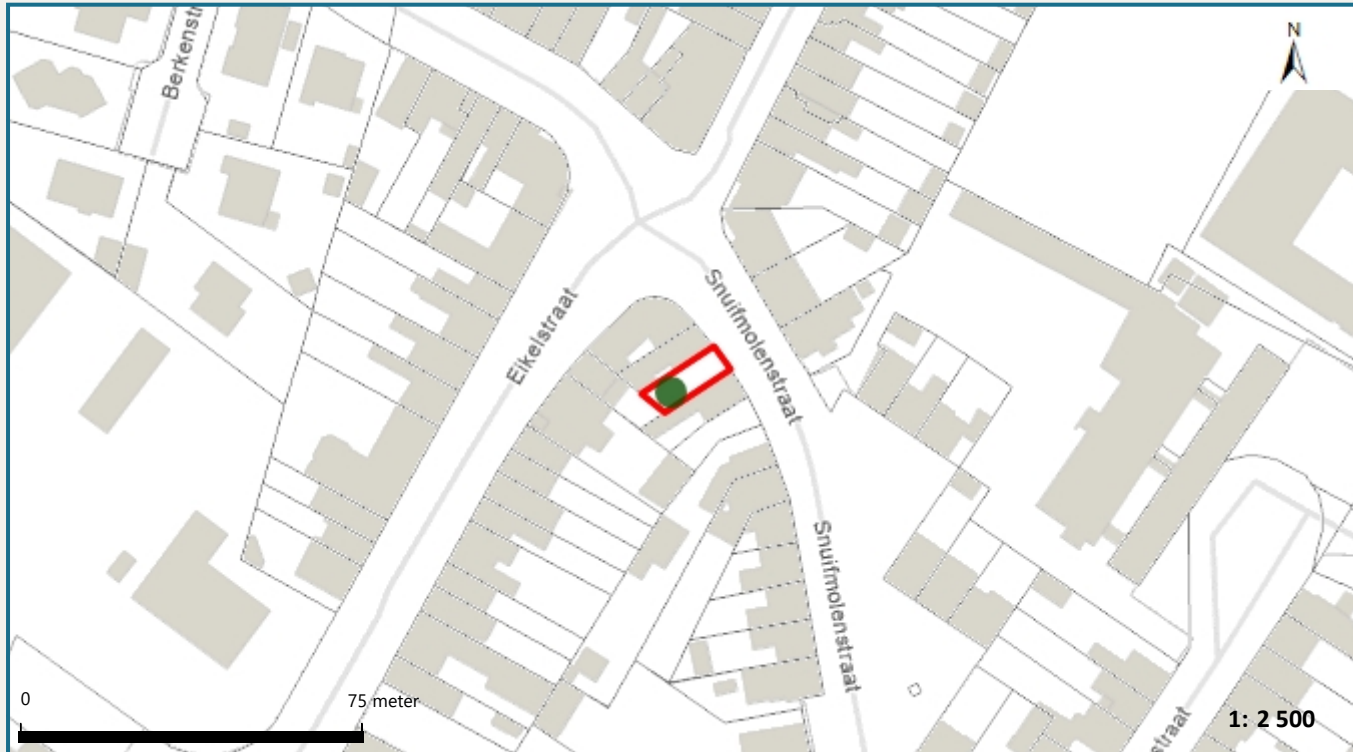 N
Berkenstr
Snuifmolenstraat
Eikelstraat
Snuifmolenstraat
0
75 meter
1: 2 500
straat